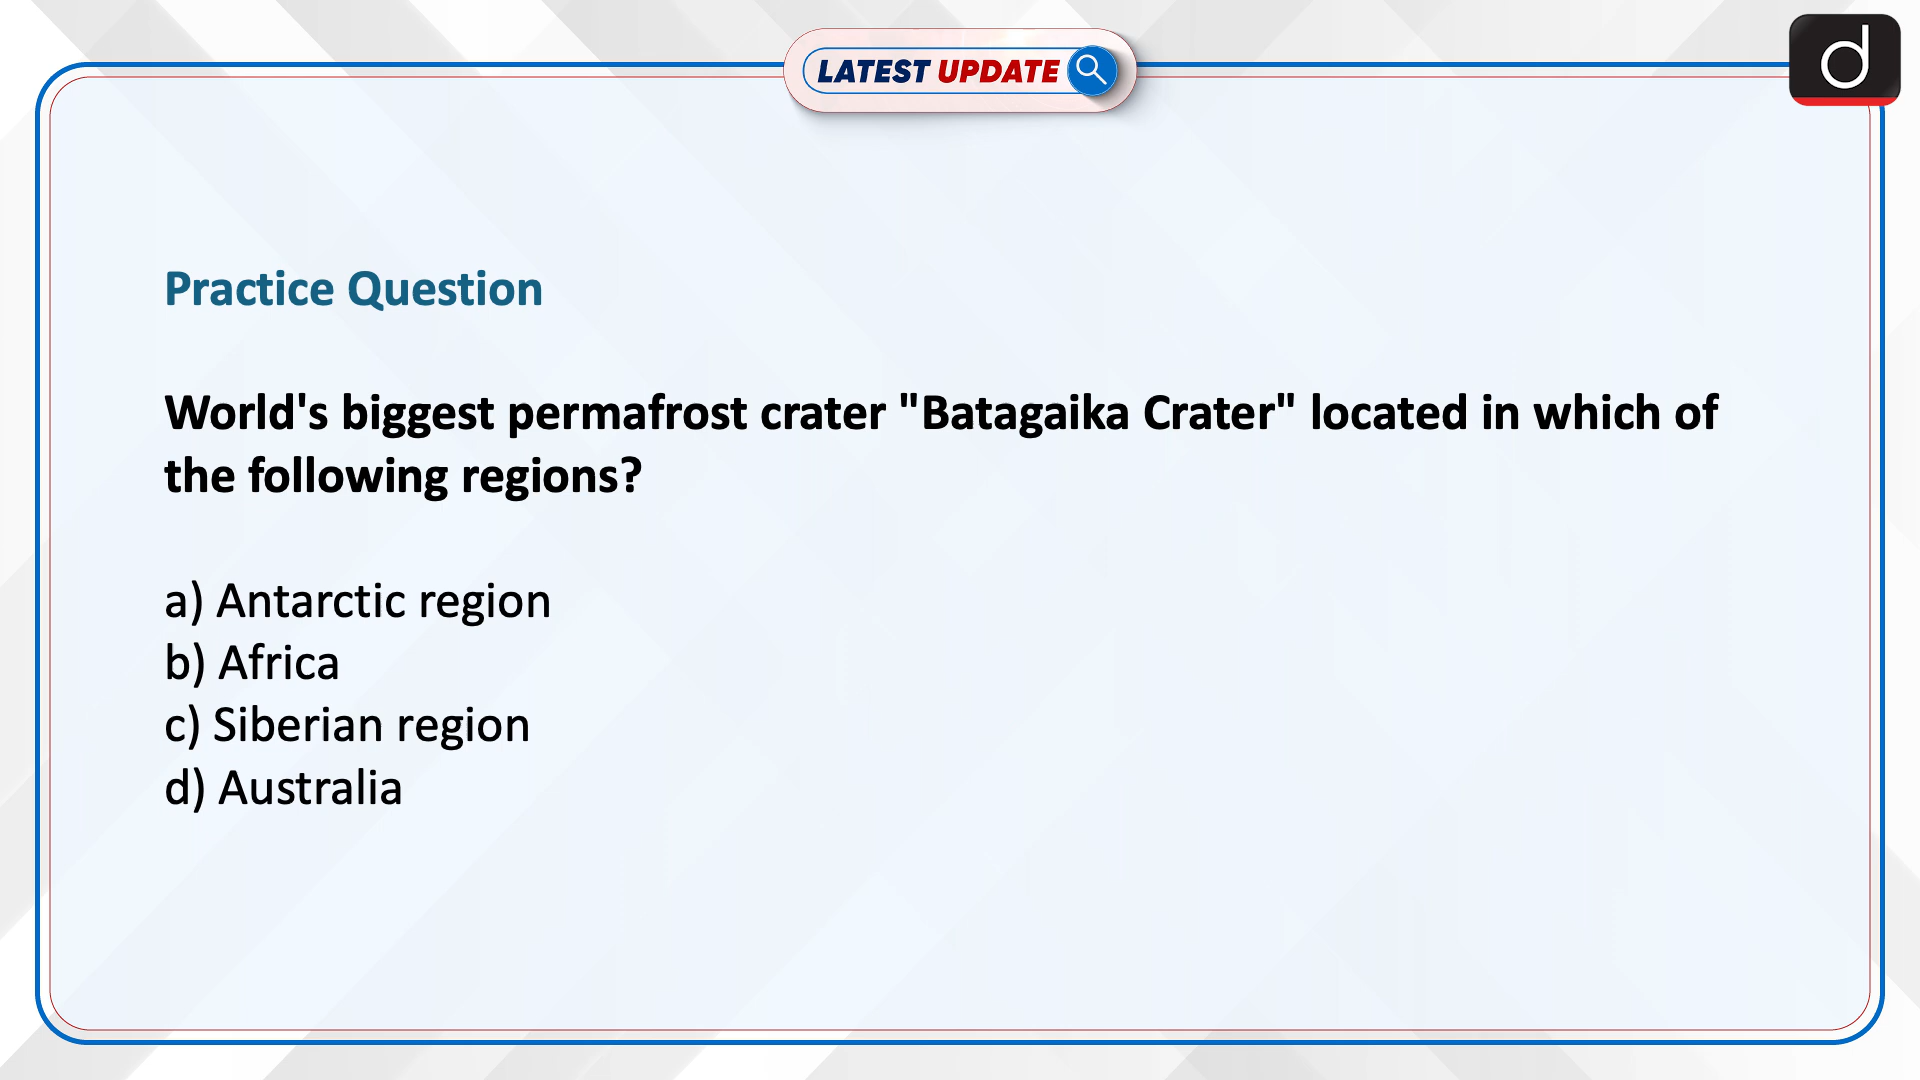 LATEST UPDATE
d
Practice Question
World's biggest permafrost crater "Batagaika Crater" located in which of
the following regions?
a) Antarctic region
b) Africa
c) Siberian region
d) Australia